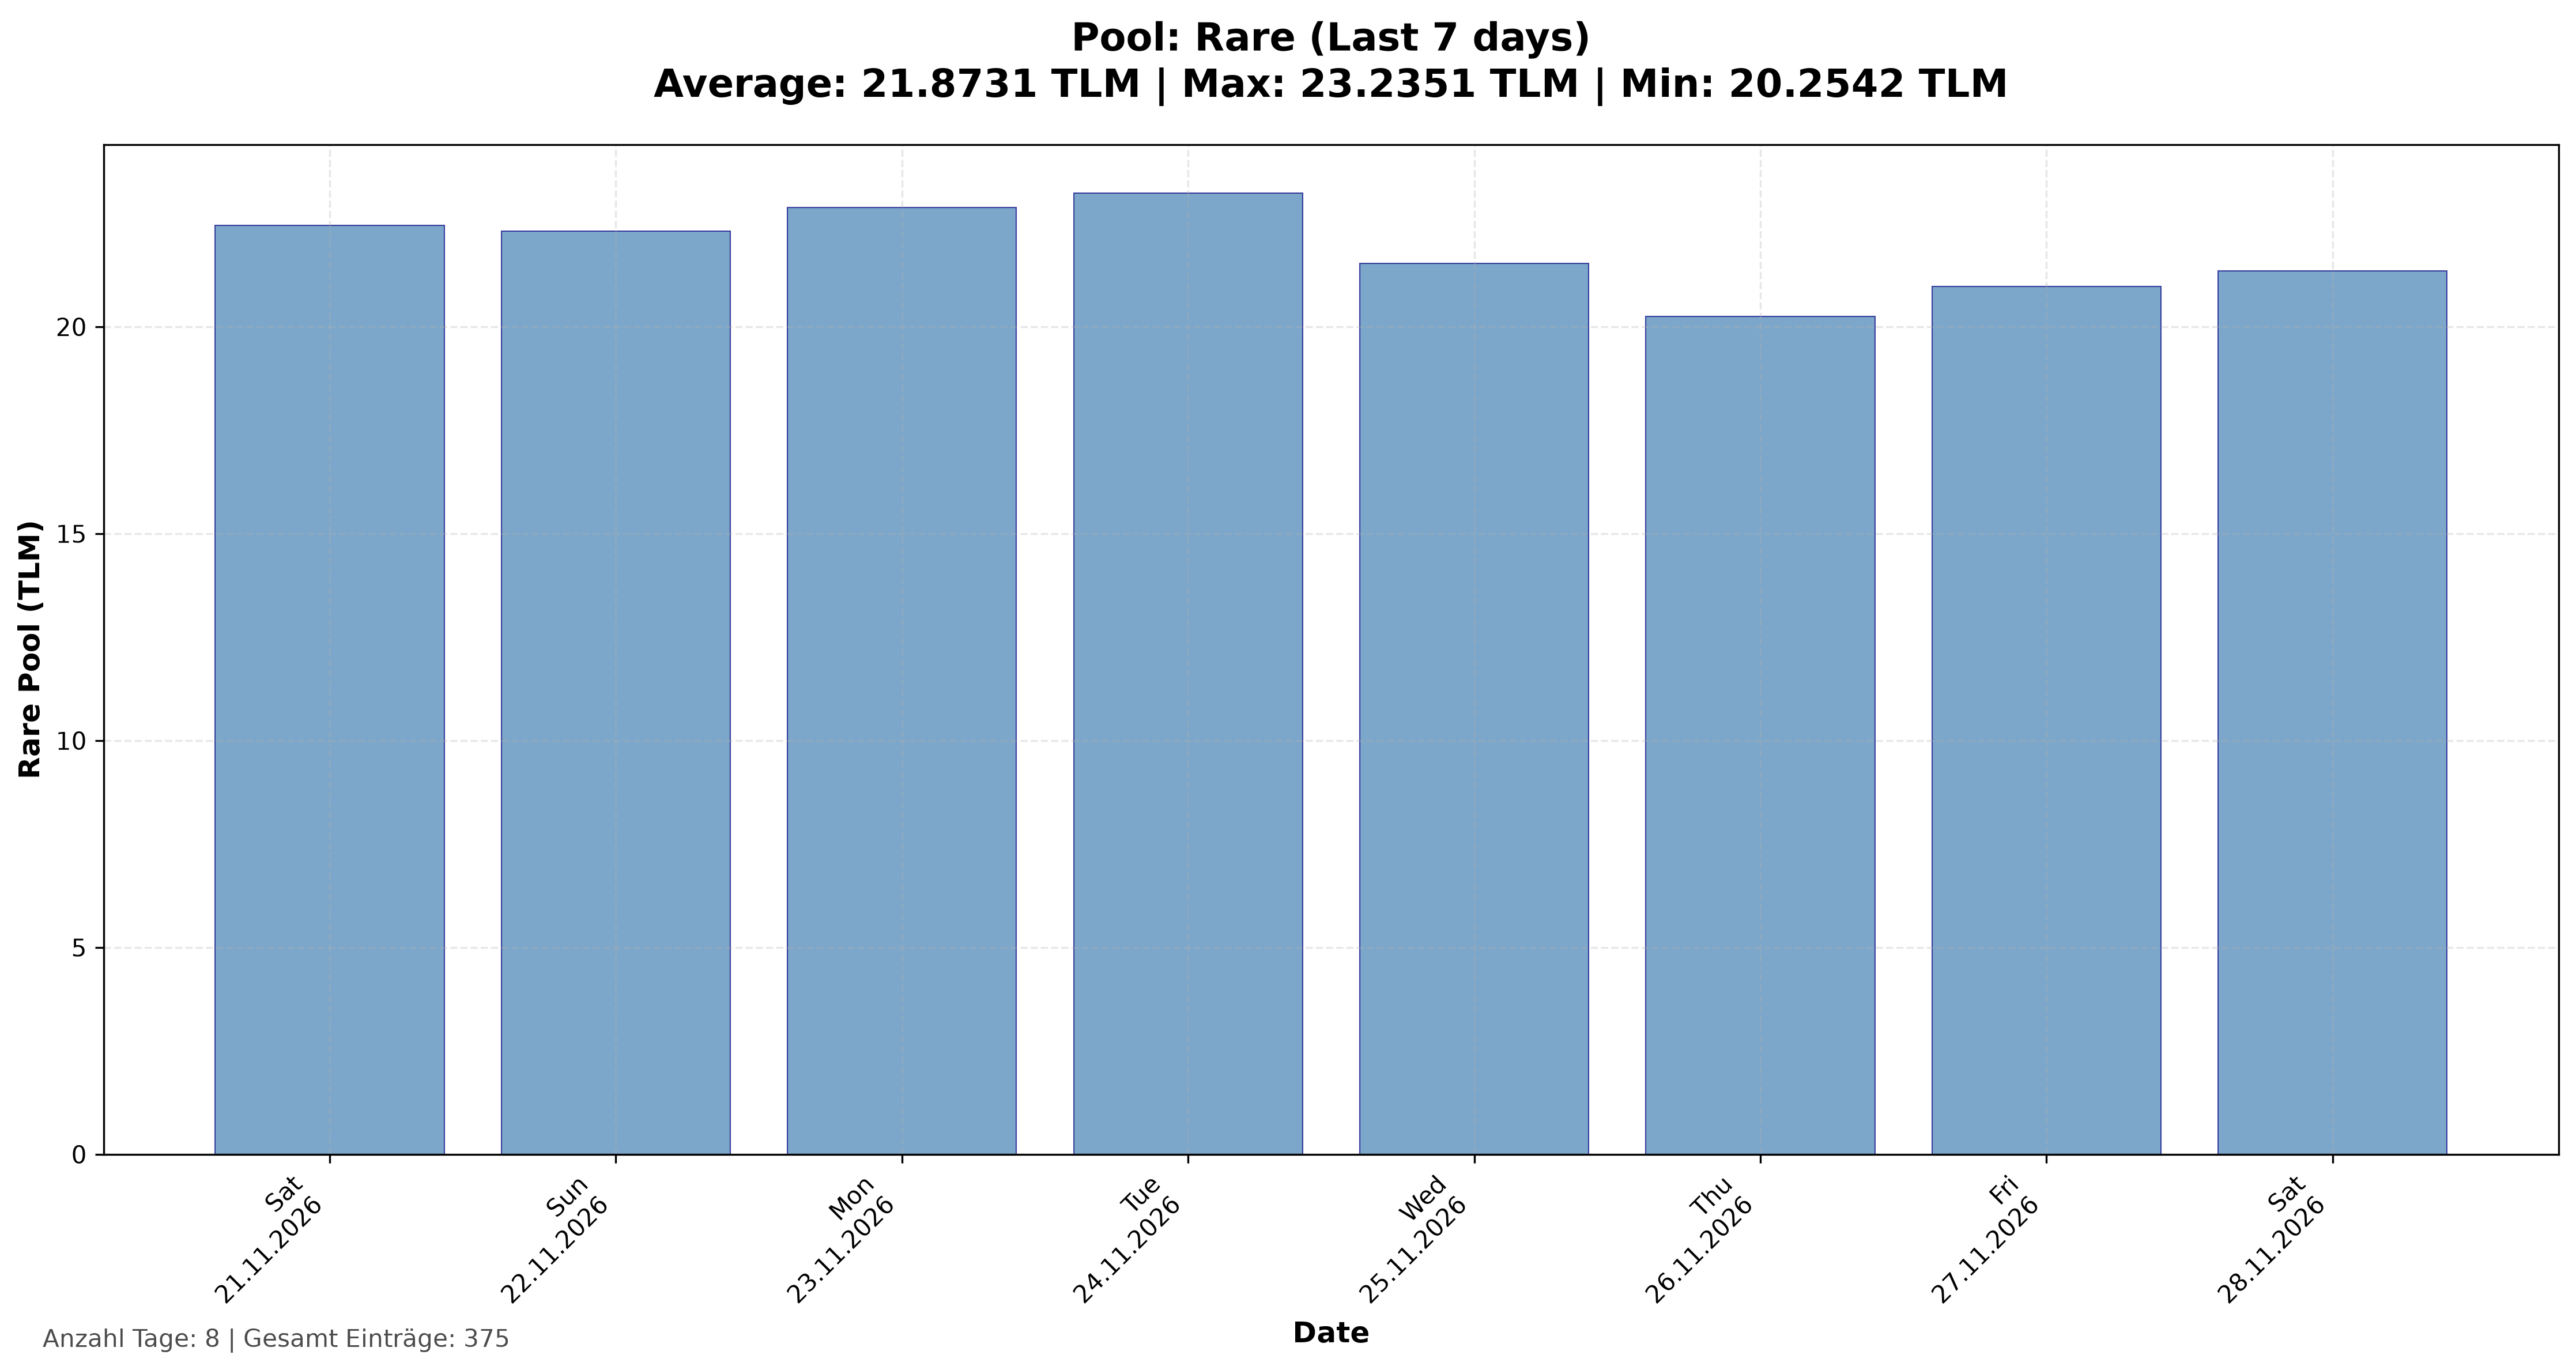 Pool: Rare (Last 7 days)
Average: 21.8731 TLM | Max: 23.2351 TLM | Min: 20.2542 TLM
Rare Pool (TLM)
20
15
10
5
0
Sat
21.11.2026
Sun
22.11.2026
Mon
23.11.2026
Tue
24.11.2026
Wed
25.11.2026
Thu
26.11.2026
Fri
27.11.2026
Sat
28.11.2026
Date
Anzahl Tage: 8 | Gesamt Einträge: 375